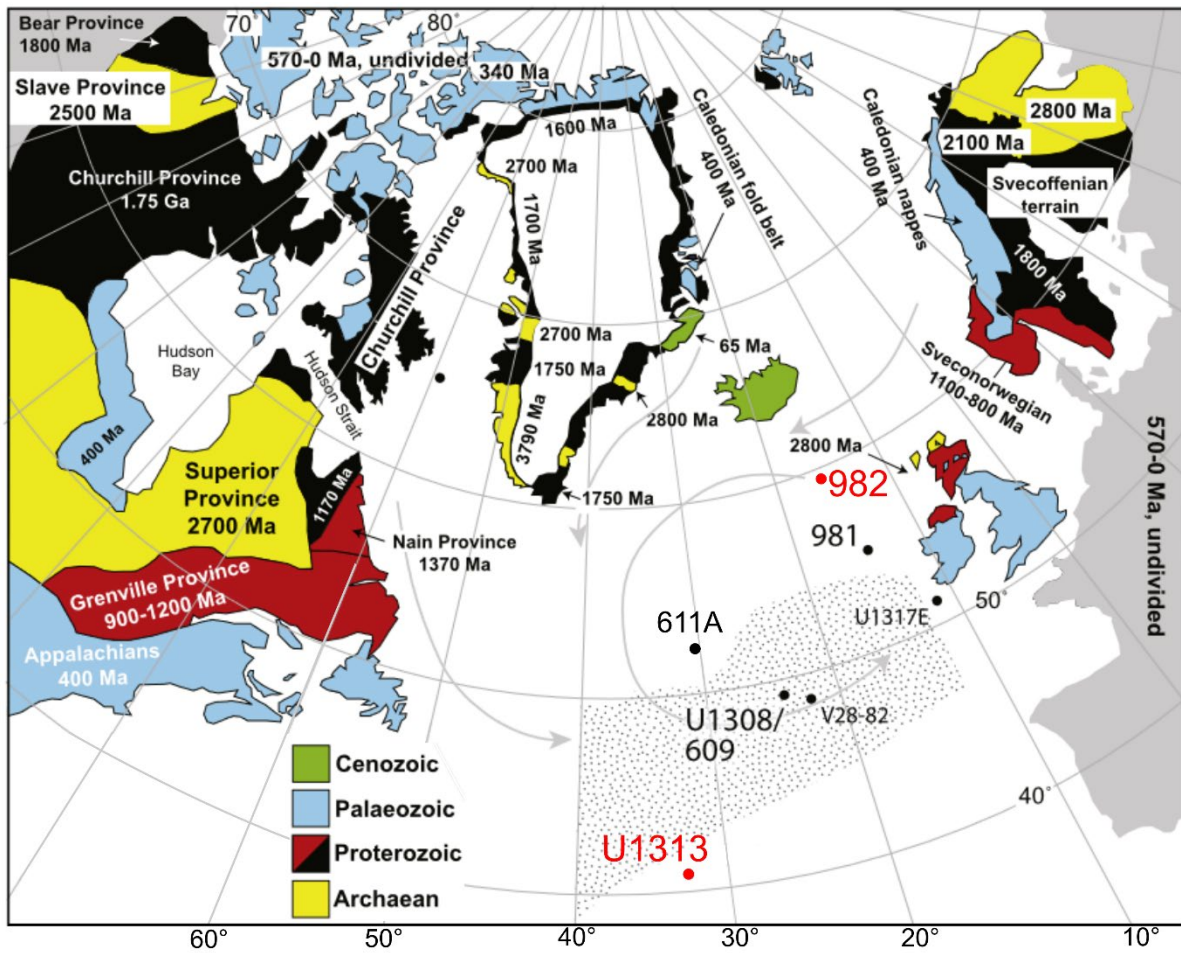 Bear Province
1800 Ma
70°
80°
570-0 Ma, undivided
340 Ma
Slave Province
2500 Ma
1600 Ma
2700 Ma
Caledonian fold belt
400 Ma
Caledonian nappes
400 Ma
2800 Ma
2100 Ma
Svecoffenian
terrain
Churchill Province
1.75 Ga
1700 Ma
Churchill Province
1800 Ma
Hudson
Bay
Hudson Strait
2700 Ma
65 Ma
1750 Ma
Sveconorwegian
1100-800 Ma
3790 Ma
2800 Ma
400 Ma
2800 Ma
570-0 Ma, undivided
Superior
Province
2700 Ma
1170 Ma
1750 Ma
982
Nain Province
1370 Ma
981
Grenville Province
900-1200 Ma
50°
U1317E
611A
Appalachians
400 Ma
U1308/
609
V28-82
Cenozoic
Palaeozoic
Proterozoic
Archaean
40°
U1313
60°
50°
40°
30°
20°
10°